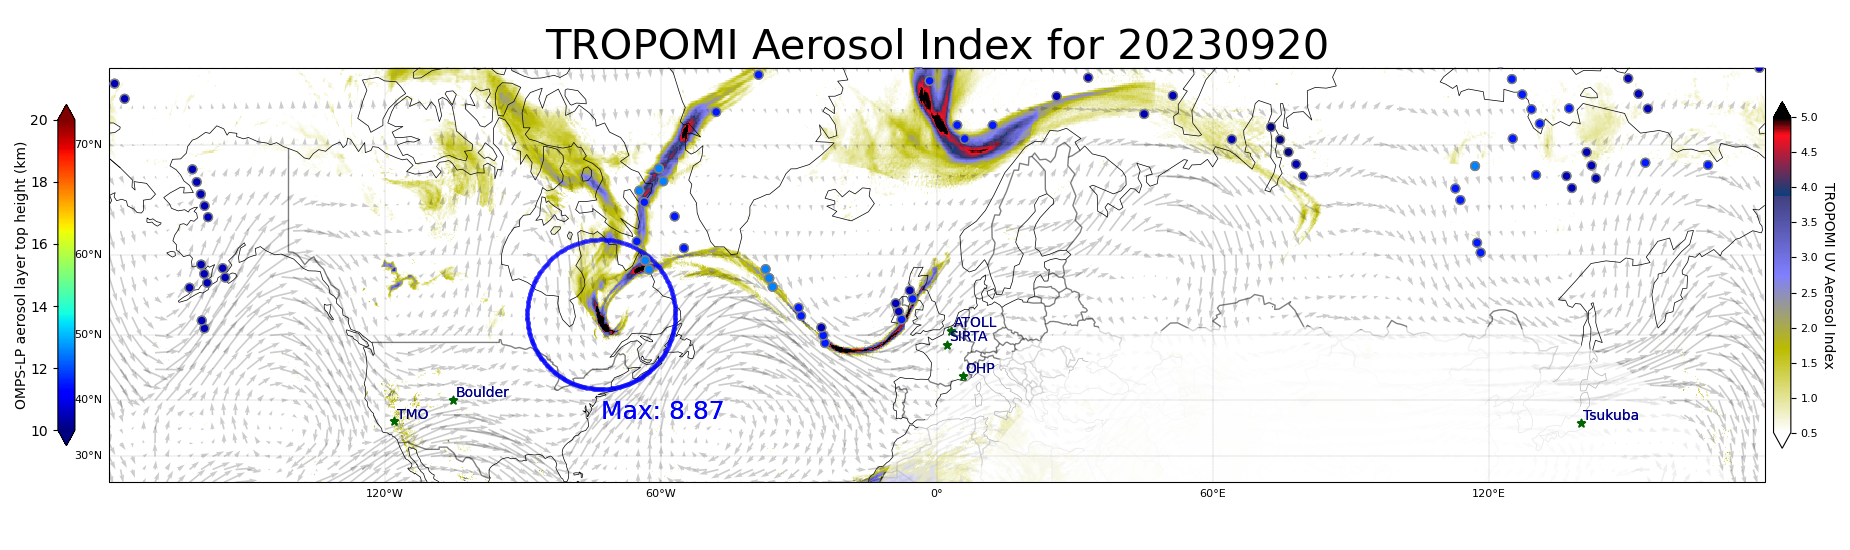 TROPOMI Aerosol Index for 20230920
20
18
16
14
12
10
OMPS-LP aerosol layer top height (km)
70°N
60°N
50°N
40°N
30°N
120°W
60°W
0°
60°E
120°E
ATOLL
SIRTA
OHP
Boulder
TMO
Tsukuba
Max: 8.87
5.0
4.5
4.0
3.5
3.0
2.5
2.0
1.5
1.0
0.5
TROPOMI UV Aerosol Index